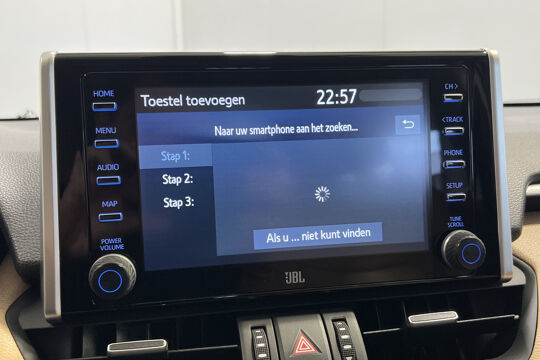 HOME
MENU
AUDIO
MAP
POWER
VOLUME
Toestel toevoegen
22:57
Naar uw smartphone aan het zoeken...
Stap 1:
Stap 2:
Stap 3:
Als u ... niet kunt vinden
CH >
< TRACK
PHONE
SETUP
TUNE
SCROLL
JBL